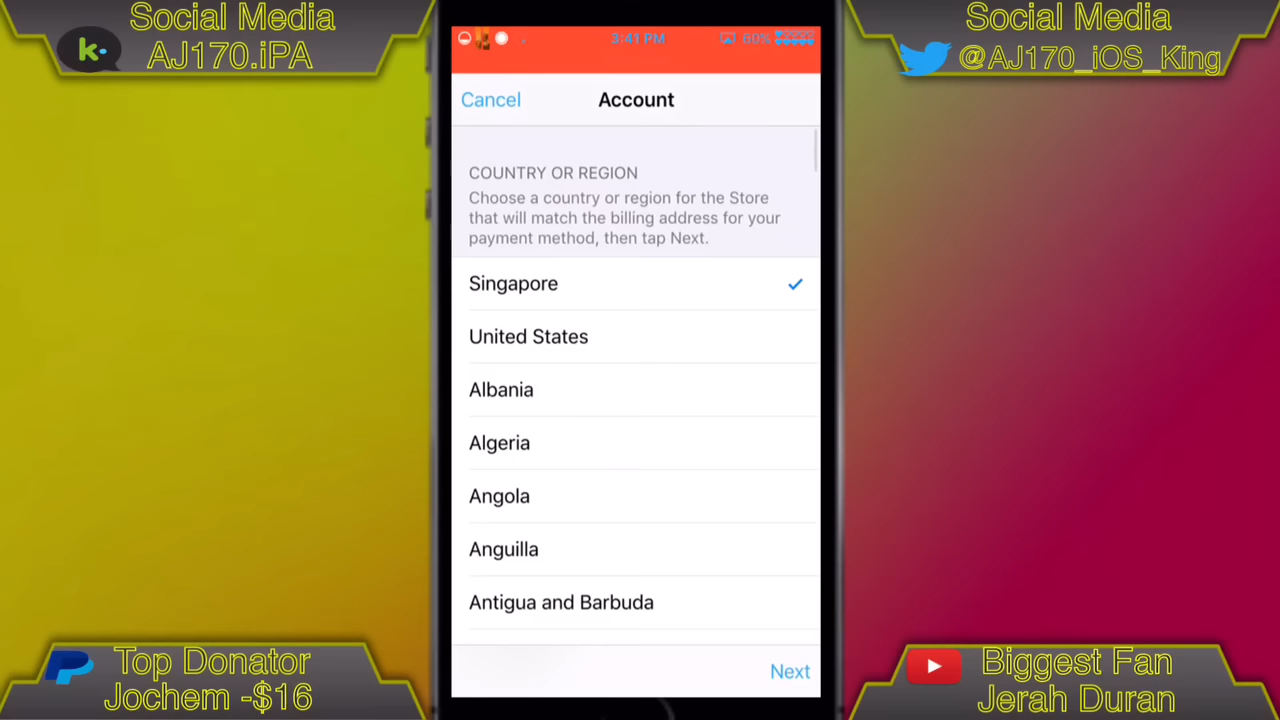 Social Media
AJ170.iPA
Social Media
@AJ170_iOS_King
3:41 PM
60%
Cancel
Account
COUNTRY OR REGION
Choose a country or region for the Store
that will match the billing address for your
payment method, then tap Next.
Singapore
United States
Albania
Algeria
Angola
Anguilla
Antigua and Barbuda
Next
Top Donator
Jochem -$16
Biggest Fan
Jerah Duran